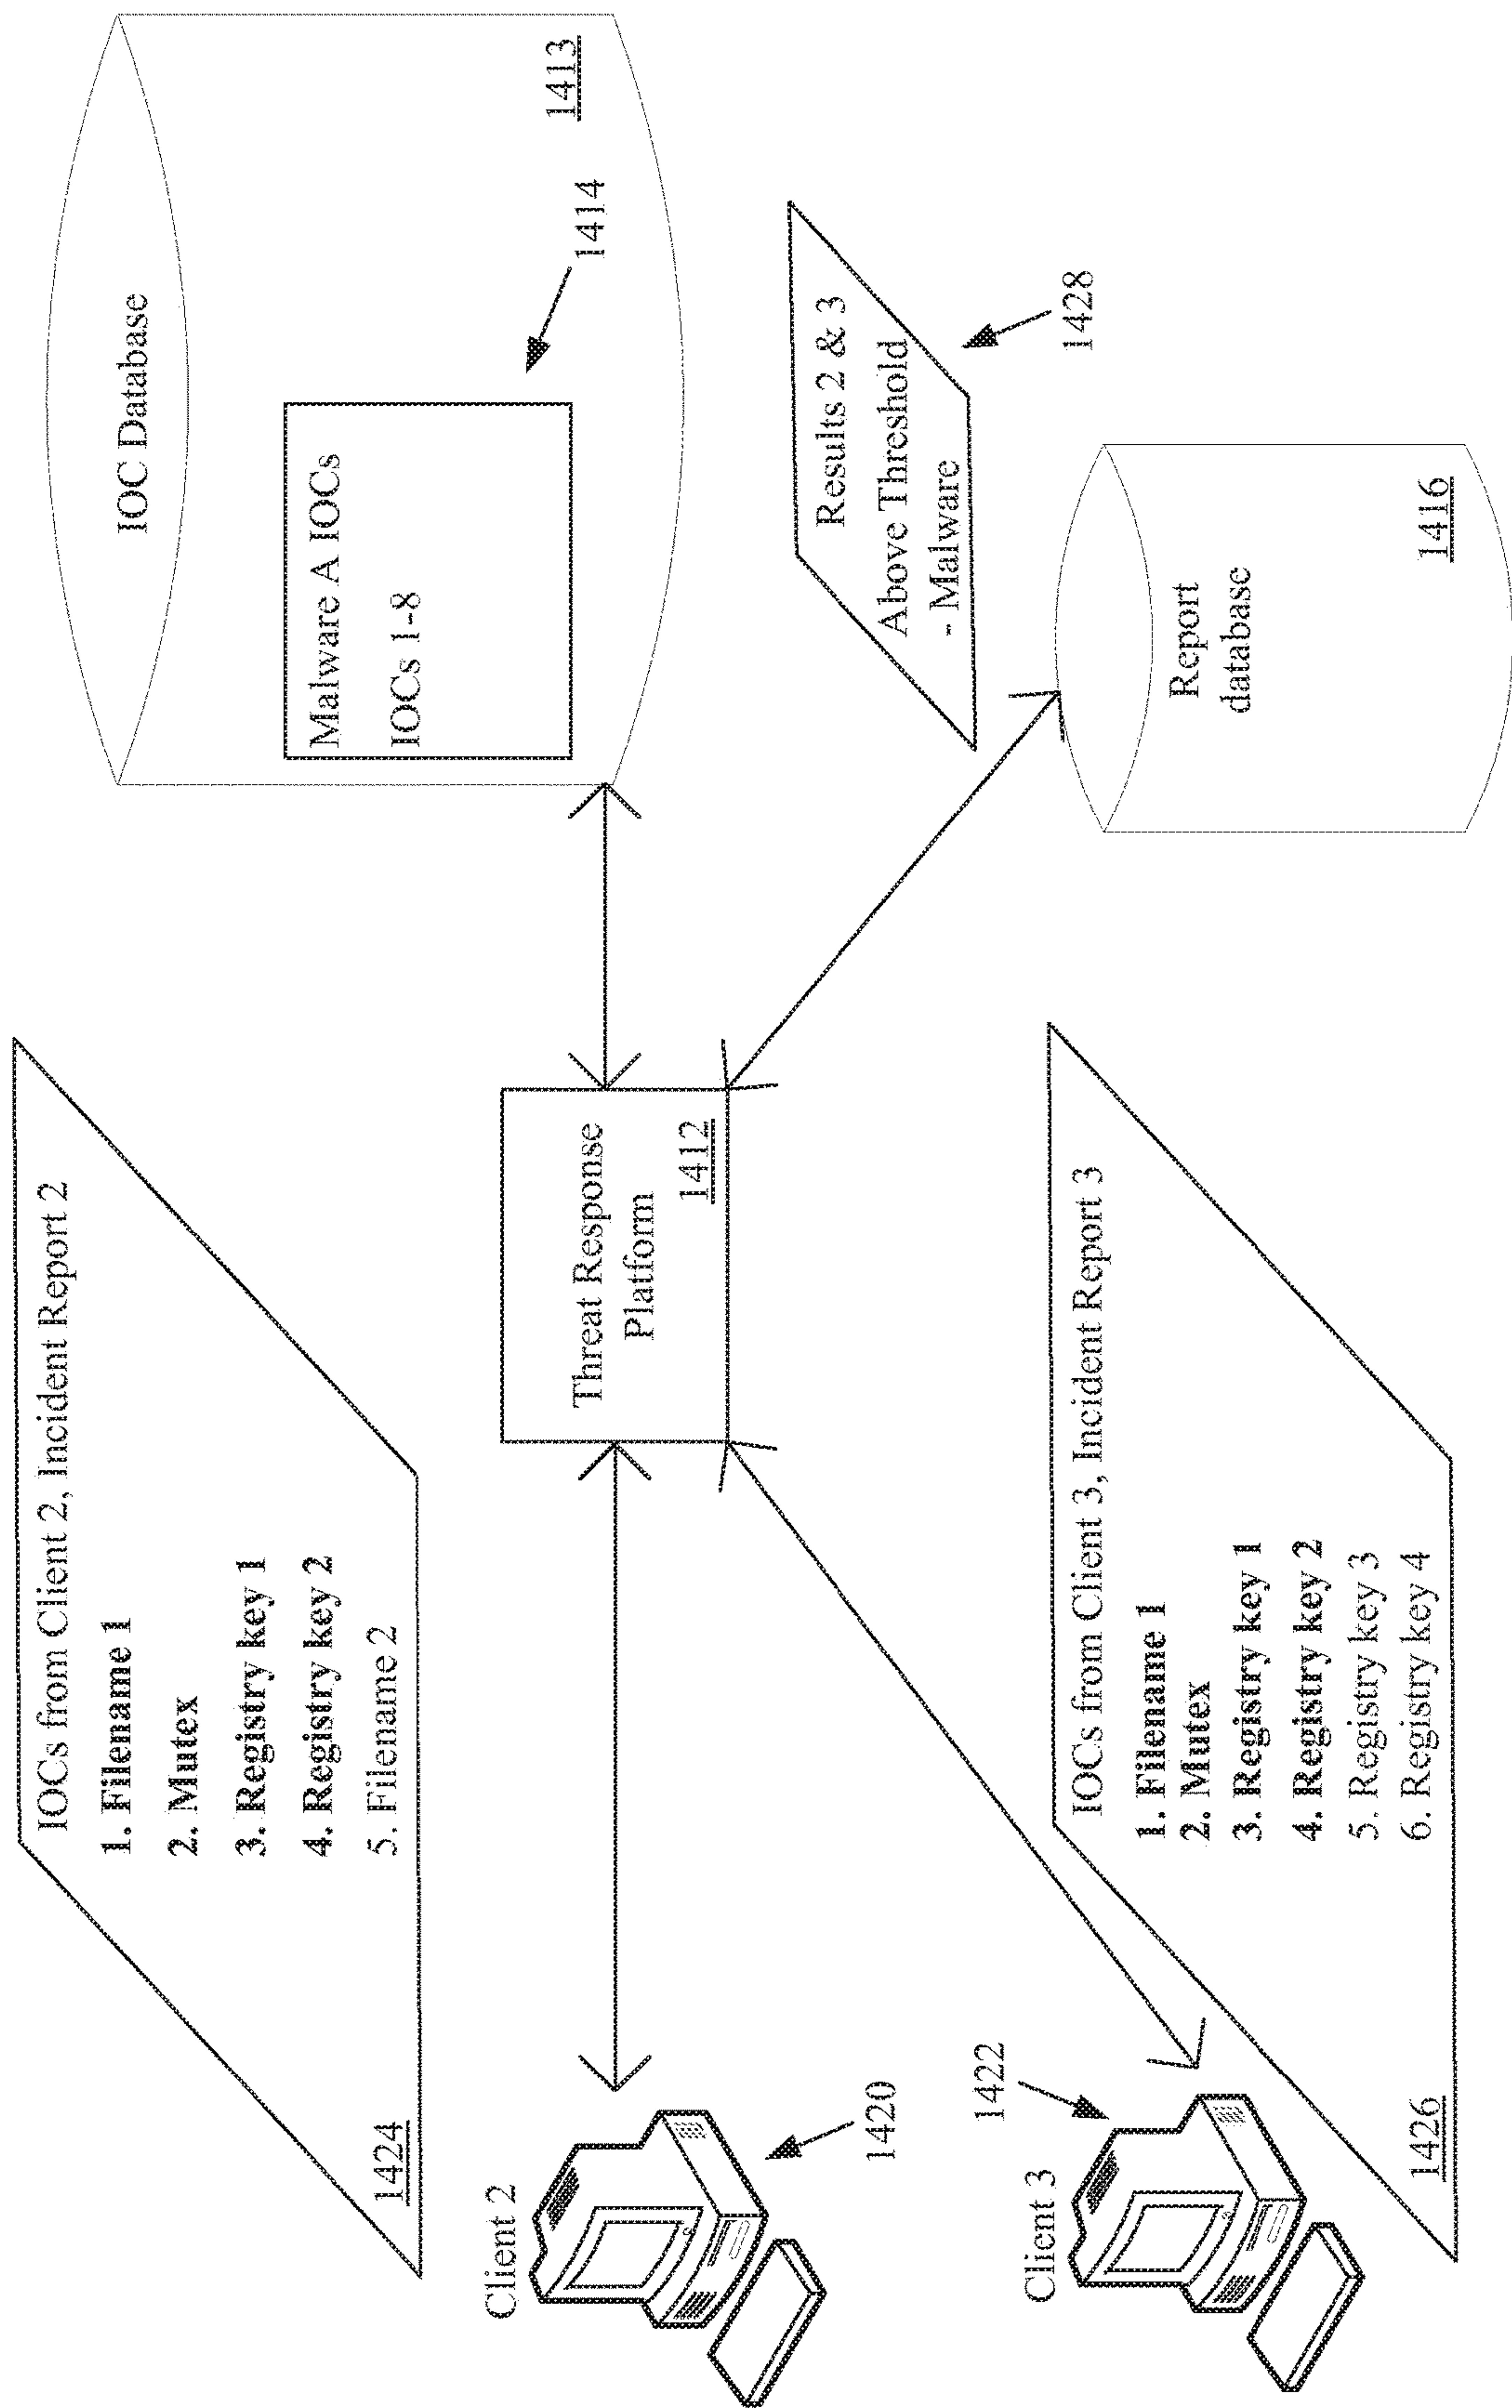 IOCs from Client 2, Incident Report 2
1. Filename 1
2. Mutex
3. Registry key 1
4. Registry key 2
5. Filename 2
1424
IOC Database
Malware A IOCs
IOCs 1-8
1414
1413
Client 2
1420
Threat Response
Platform
1412
Results 2 & 3
Above Threshold
- Malware
1428
Client 3
1422
IOCs from Client 3, Incident Report 3
1. Filename 1
2. Mutex
3. Registry key 1
4. Registry key 2
5. Registry key 3
6. Registry key 4
1426
Report
database
1416